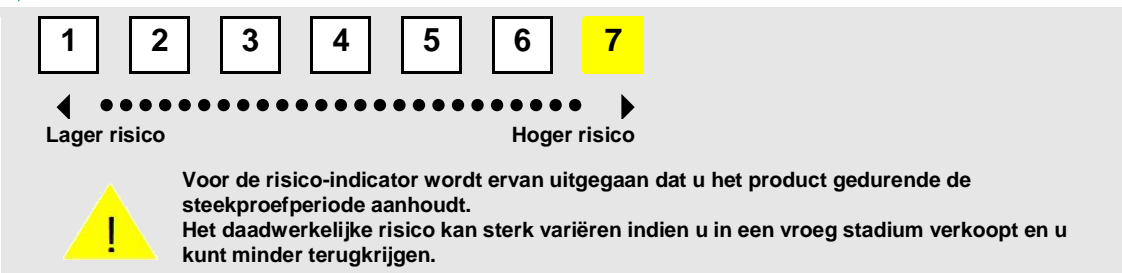 1 2 3 4 5 6 7
Lager risico Hoger risico
Voor de risico-indicator wordt ervan uitgegaan dat u het product gedurende de
steekproefperiode aanhoudt.
Het daadwerkelijke risico kan sterk variëren indien u in een vroeg stadium verkoopt en u
kunt minder terugkrijgen.
!